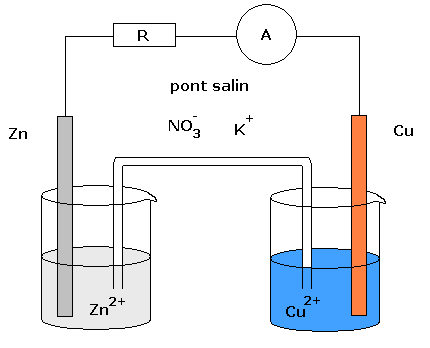 R
A
pont salin
NO₃⁻ K⁺
Zn
Cu
Zn²⁺
Cu²⁺